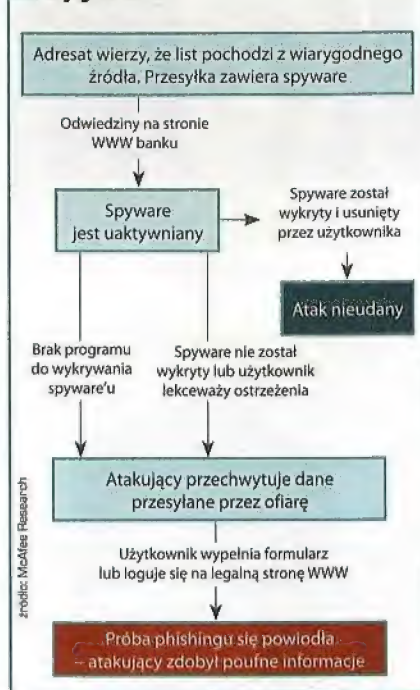 Adresat wierzy, że list pochodzi z wiarygodnego
źródła. Przesyłka zawiera spyware
Odwiedziny na stronie
WWW banku
Spyware
jest uaktywniany
Spyware został
wykryty i usunięty
przez użytkownika
Atak nieudany
Brak programu
do wykrywania
spyware'u
Spyware nie został
wykryty lub użytkownik
lekceważy ostrzeżenia
Atakujący przechwytuje dane
przesyłane przez ofiarę
Użytkownik wypełnia formularz
lub loguje się na legalną stronę WWW
Próba phishingu się powiodła
– atakujący zdobył poufne informacje
źródło: McAfee Research